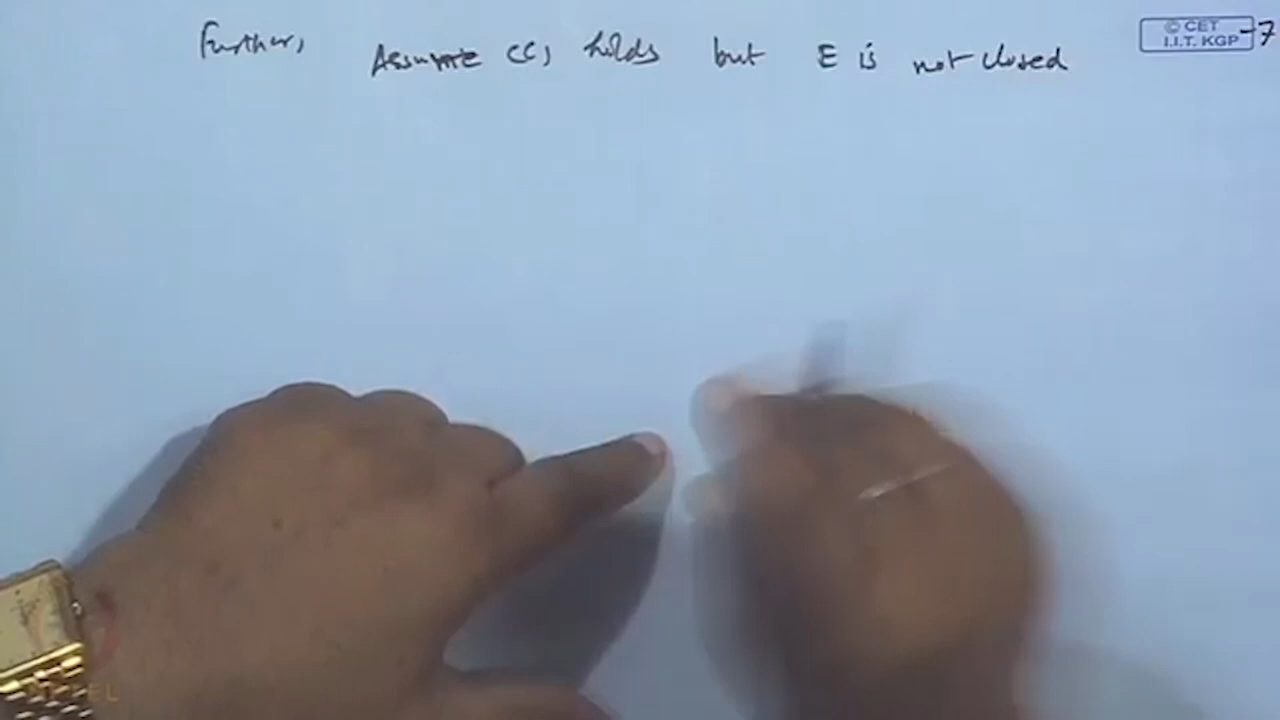 Further, Assume (C) holds but E is not closed
© CET
I.I.T. KGP
-7